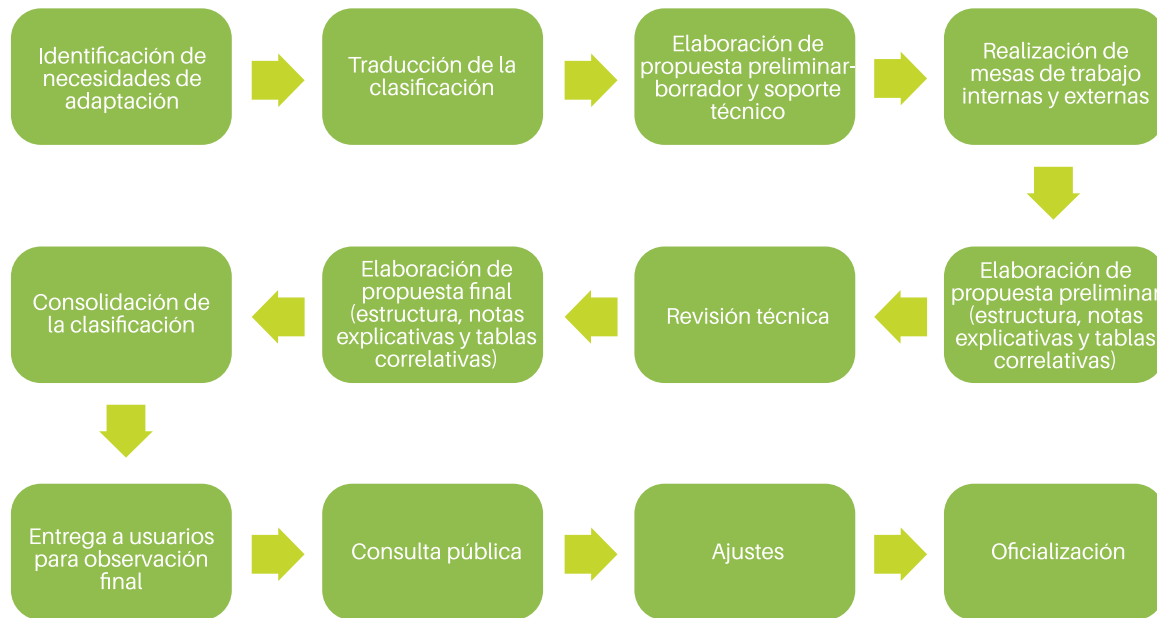 Identificación de
necesidades de
adaptación
Traducción de la
clasificación
Elaboración de
propuesta preliminar-
borrador y soporte
técnico
Realización de
mesas de trabajo
internas y externas
Elaboración de
propuesta preliminar
(estructura, notas
explicativas y tablas
correlativas)
Revisión técnica
Elaboración de
propuesta final
(estructura, notas
explicativas y tablas
correlativas)
Consolidación de
la clasificación
Entrega a usuarios
para observación
final
Consulta pública
Ajustes
Oficialización